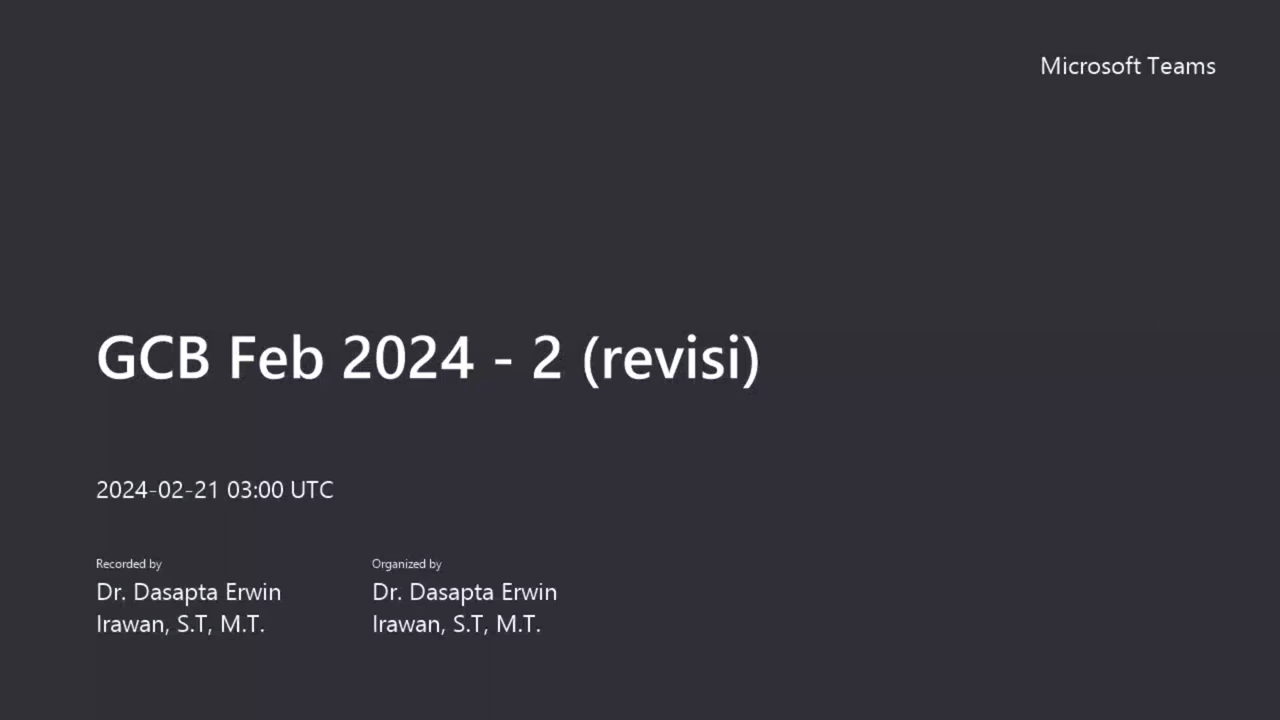 Microsoft Teams
GCB Feb 2024 - 2 (revisi)
2024-02-21 03:00 UTC
Recorded by
Dr. Dasapta Erwin
Irawan, S.T, M.T.
Organized by
Dr. Dasapta Erwin
Irawan, S.T, M.T.